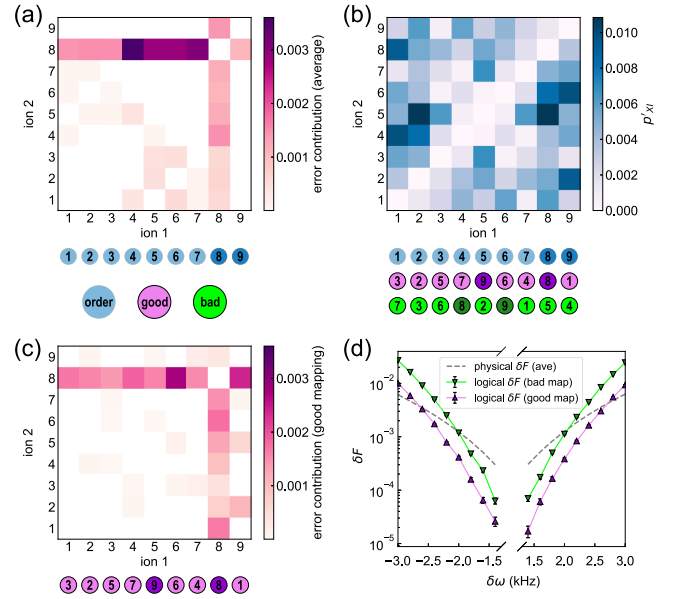 (a)
9
8
7
6
5
4
3
2
1
ion 2
1 2 3 4 5 6 7 8 9
ion 1
0.003
0.002
0.001
error contribution (average)
1 2 3 4 5 6 7 8 9
order good bad
(b)
9
8
7
6
5
4
3
2
1
ion 2
1 2 3 4 5 6 7 8 9
ion 1
0.010
0.008
0.006
0.004
0.002
0.000
p'XI
1 2 3 4 5 6 7 8 9
3 2 5 7 9 6 4 8 1
7 3 6 8 2 9 1 5 4
(c)
9
8
7
6
5
4
3
2
1
ion 2
1 2 3 4 5 6 7 8 9
ion 1
0.003
0.002
0.001
error contribution (good mapping)
3 2 5 7 9 6 4 8 1
(d)
physical δF (ave)
logical δF (bad map)
logical δF (good map)
10⁻²
10⁻³
10⁻⁴
10⁻⁵
δF
−3.0 −2.5 −2.0 −1.5 2.0 2.5 3.0
δω (kHz)